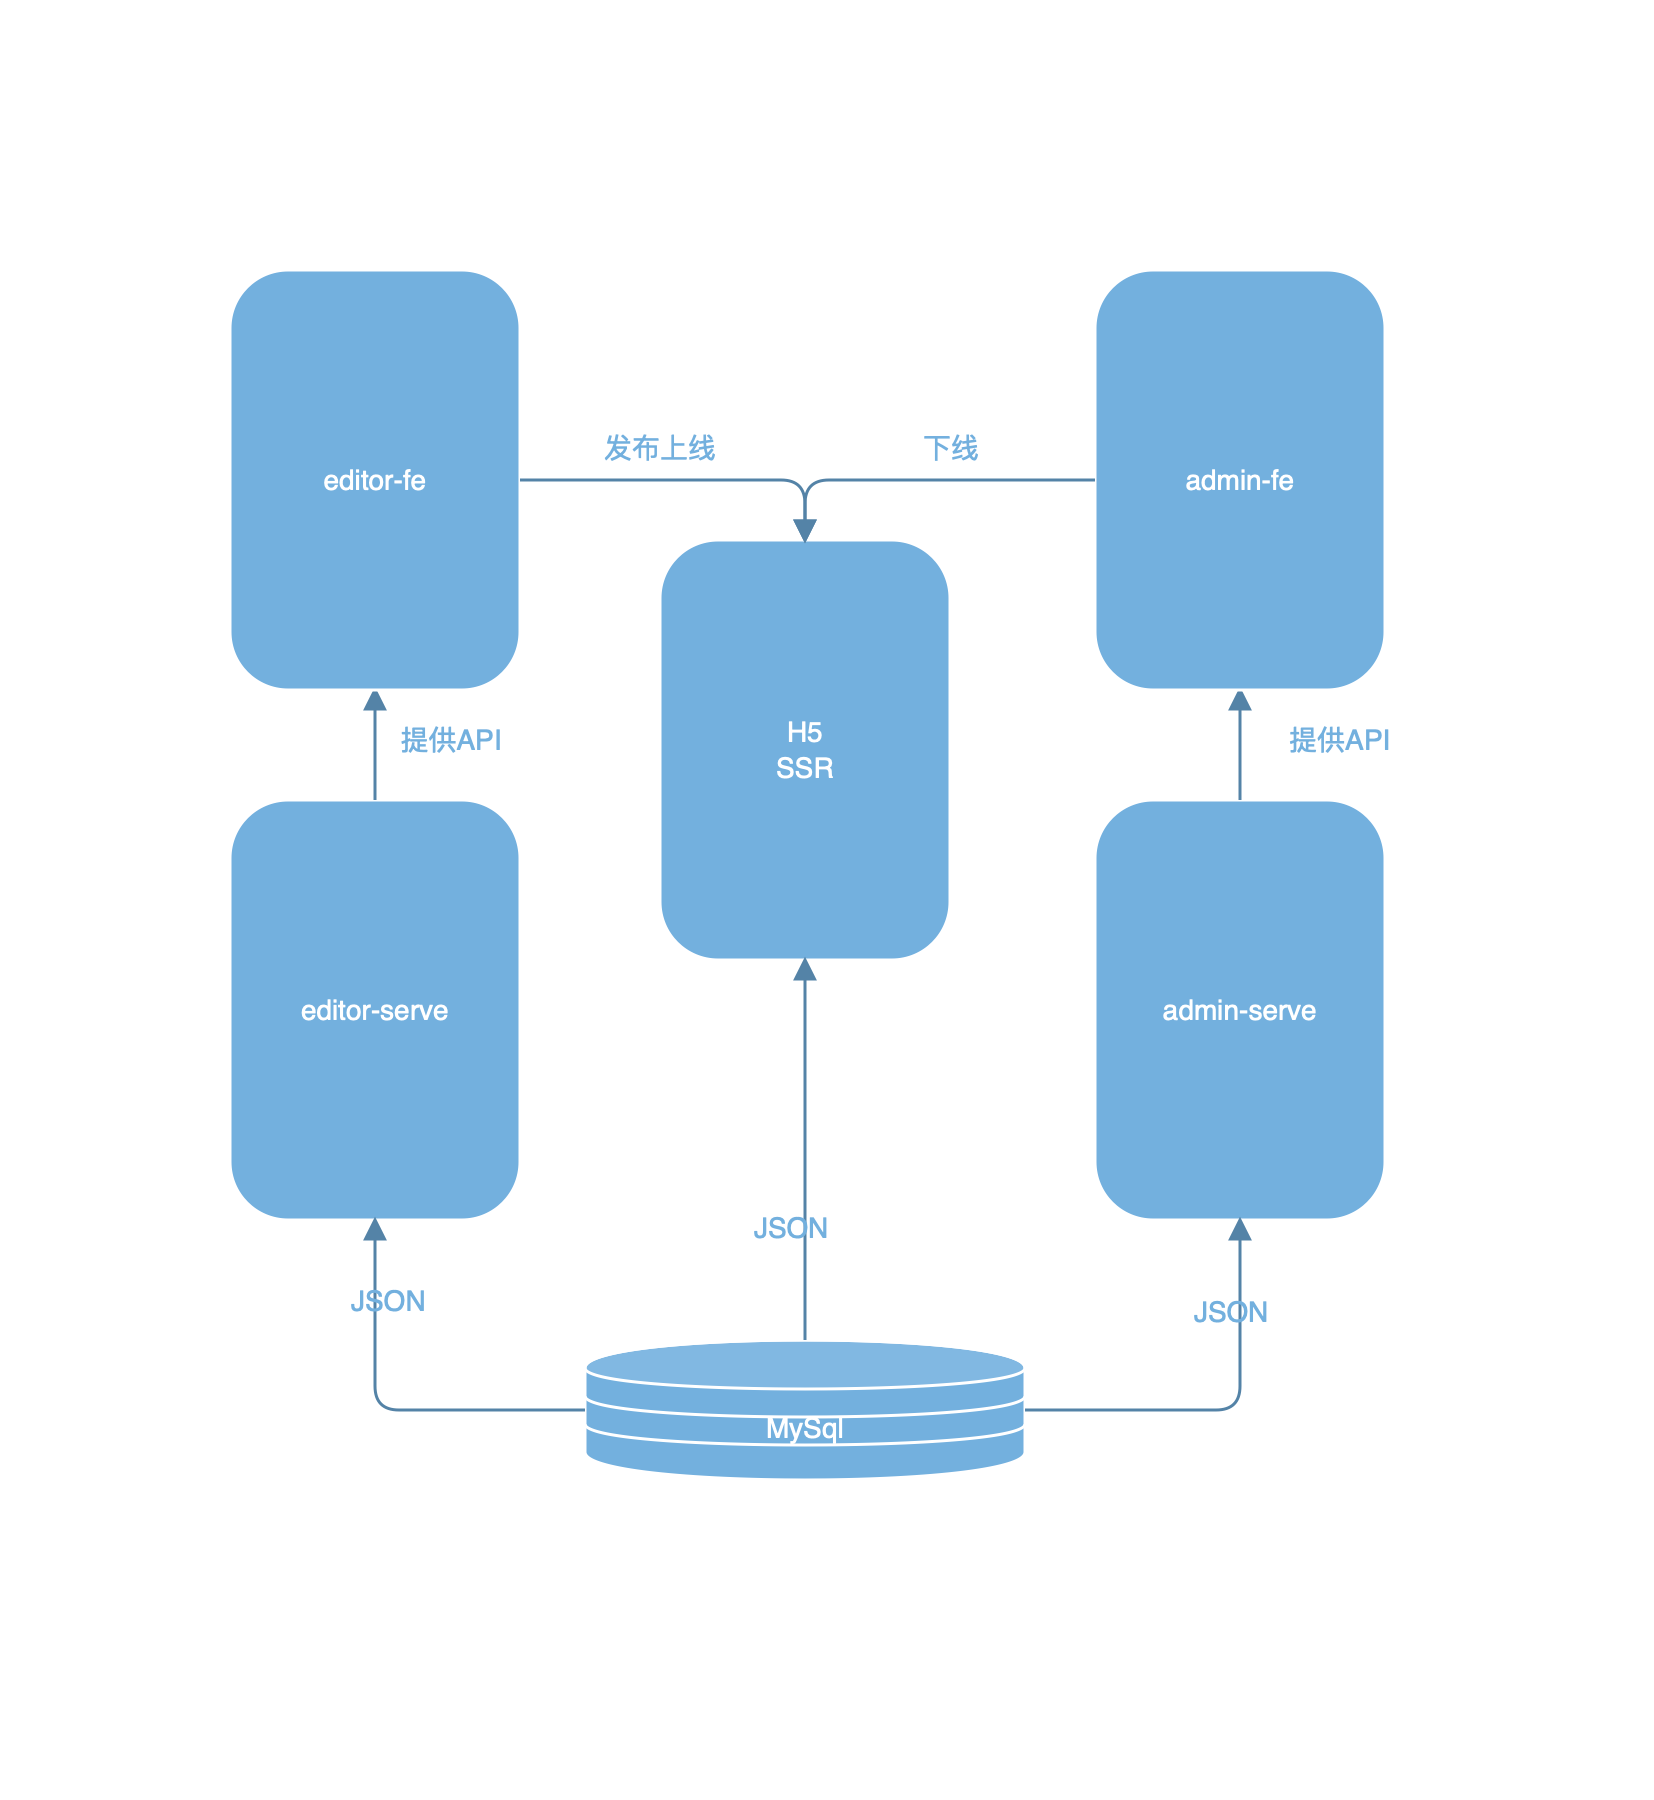 发布上线
下线
editor-fe
admin-fe
H5
SSR
提供API
提供API
editor-serve
admin-serve
JSON
JSON
JSON
MySql